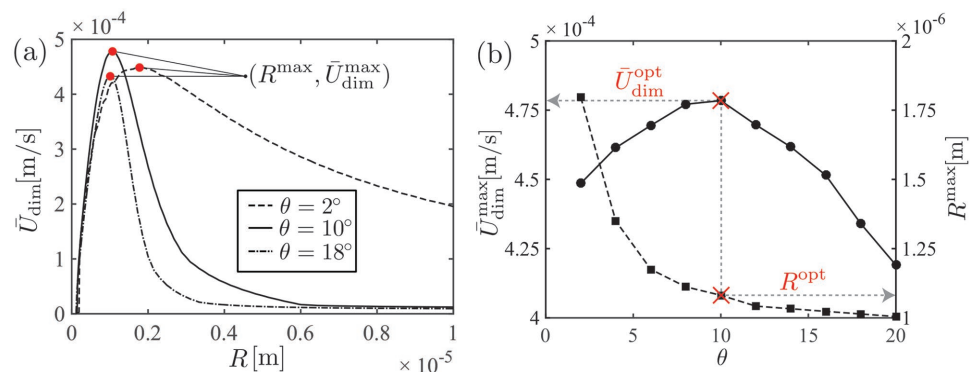 × 10⁻⁴
(a)
5
4
3
2
1
0
Ū_dim[m/s]
(R^max, Ū_dim^max)
θ = 2°
θ = 10°
θ = 18°
0 0.2 0.4 0.6 0.8 1
R [m]
× 10⁻⁵
× 10⁻⁴
(b)
5
4.75
4.5
4.25
4
Ū_dim^max[m/s]
Ū_dim^opt
R^opt
0 5 10 15 20
θ
× 10⁻⁶
2
1.75
1.5
1.25
1
R^max[m]